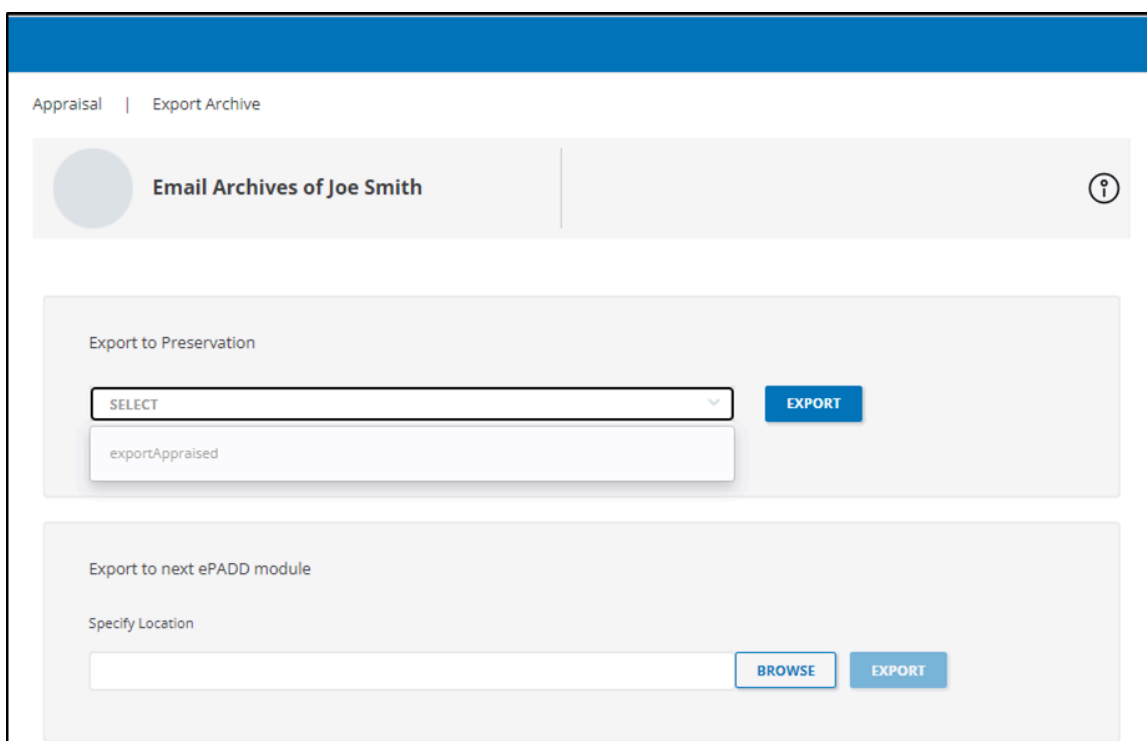 Appraisal | Export Archive
Email Archives of Joe Smith
Export to Preservation
SELECT
EXPORT
exportAppraised
Export to next ePADD module
Specify Location
BROWSE
EXPORT